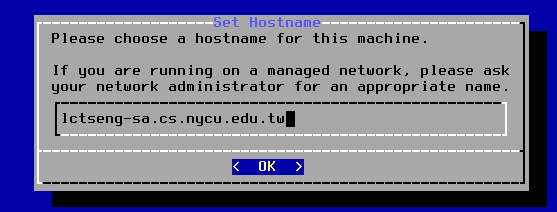 Set Hostname
Please choose a hostname for this machine.
If you are running on a managed network, please ask
your network administrator for an appropriate name.
lctseng-sa.cs.nycu.edu.tw
< OK >